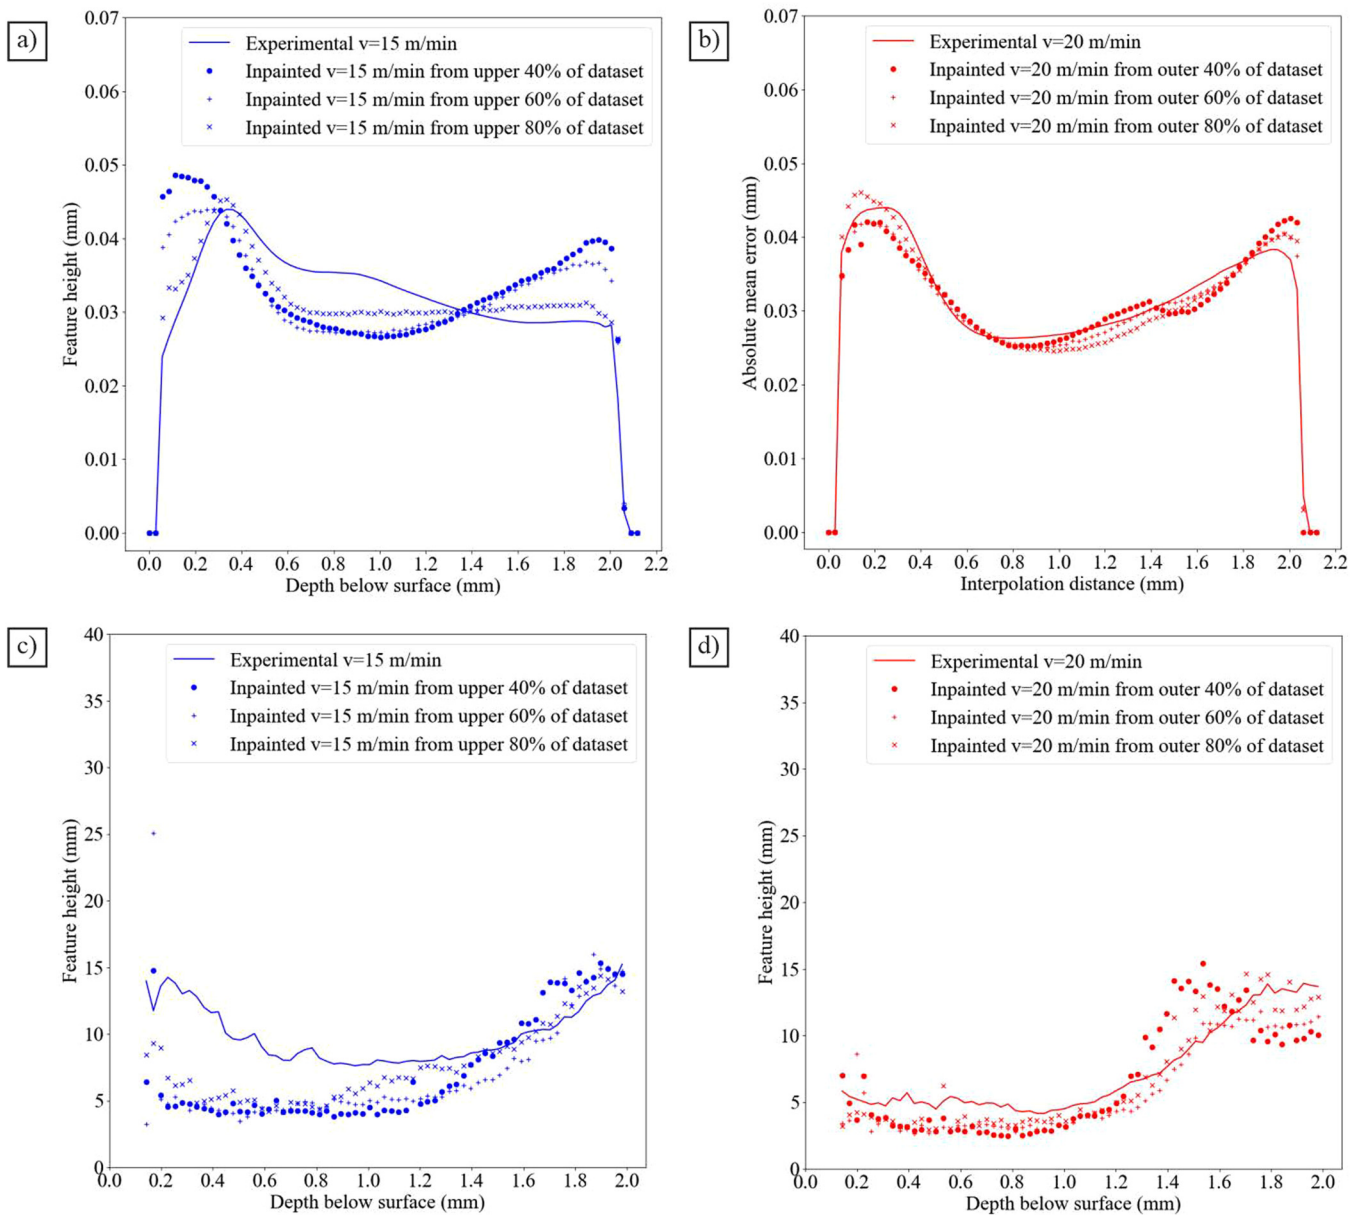 a)
0.07
0.06
0.05
0.04
0.03
0.02
0.01
0.00
Feature height (mm)
Experimental v=15 m/min
Inpainted v=15 m/min from upper 40% of dataset
Inpainted v=15 m/min from upper 60% of dataset
Inpainted v=15 m/min from upper 80% of dataset
0.0 0.2 0.4 0.6 0.8 1.0 1.2 1.4 1.6 1.8 2.0 2.2
Depth below surface (mm)
b)
0.07
0.06
0.05
0.04
0.03
0.02
0.01
0.00
Absolute mean error (mm)
Experimental v=20 m/min
Inpainted v=20 m/min from outer 40% of dataset
Inpainted v=20 m/min from outer 60% of dataset
Inpainted v=20 m/min from outer 80% of dataset
0.0 0.2 0.4 0.6 0.8 1.0 1.2 1.4 1.6 1.8 2.0 2.2
Interpolation distance (mm)
c)
40
35
30
25
20
15
10
5
0
Feature height (mm)
Experimental v=15 m/min
Inpainted v=15 m/min from upper 40% of dataset
Inpainted v=15 m/min from upper 60% of dataset
Inpainted v=15 m/min from upper 80% of dataset
0.0 0.2 0.4 0.6 0.8 1.0 1.2 1.4 1.6 1.8 2.0
Depth below surface (mm)
d)
40
35
30
25
20
15
10
5
0
Feature height (mm)
Experimental v=20 m/min
Inpainted v=20 m/min from outer 40% of dataset
Inpainted v=20 m/min from outer 60% of dataset
Inpainted v=20 m/min from outer 80% of dataset
0.0 0.2 0.4 0.6 0.8 1.0 1.2 1.4 1.6 1.8 2.0
Depth below surface (mm)